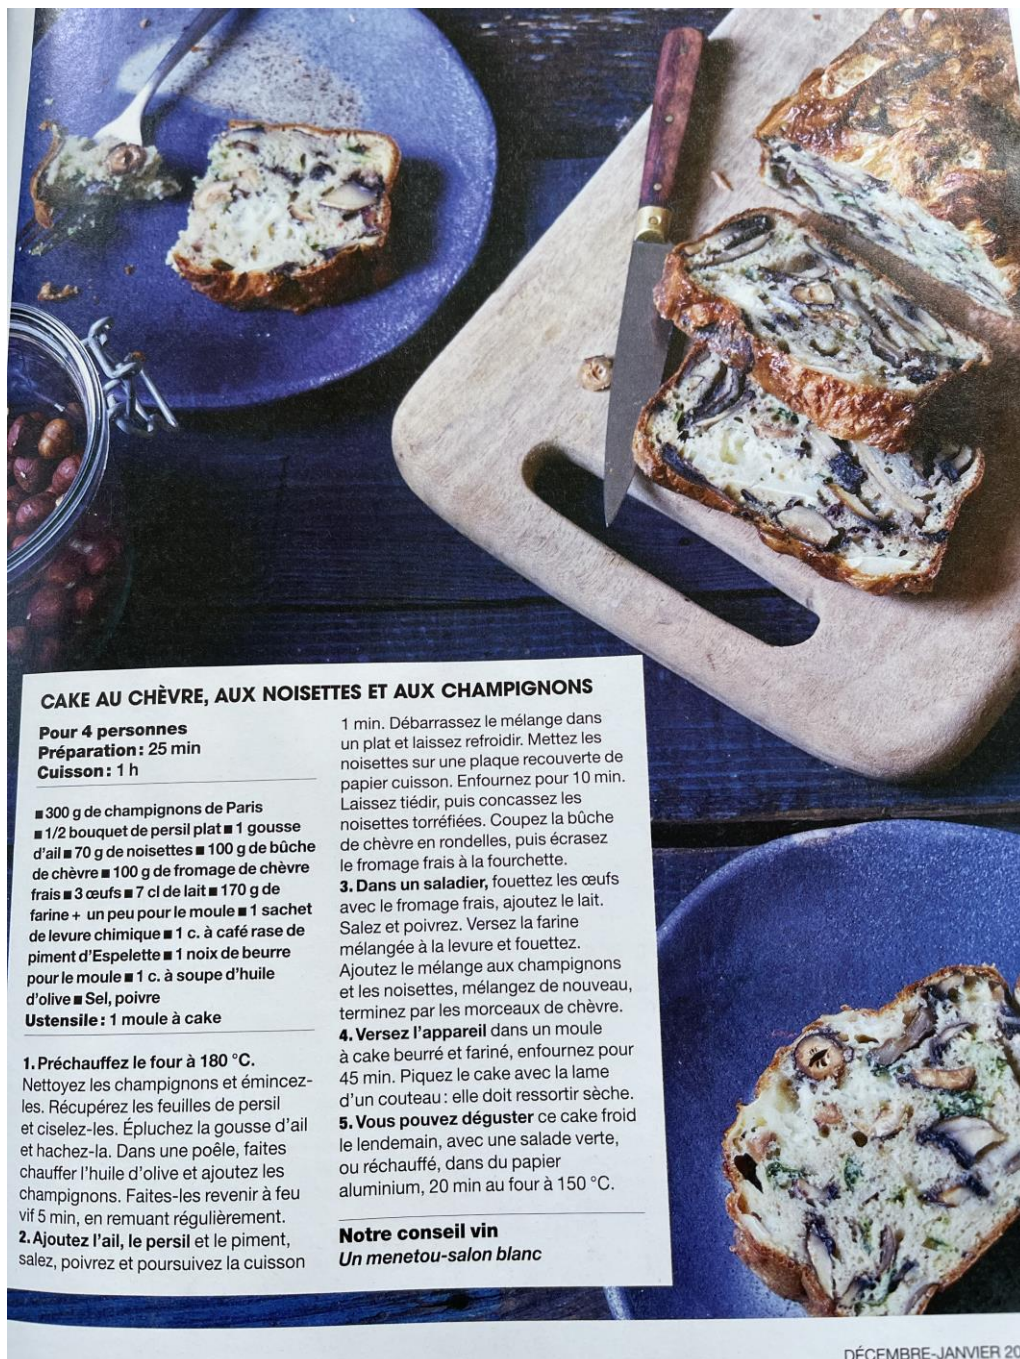 CAKE AU CHÈVRE, AUX NOISETTES ET AUX CHAMPIGNONS
Pour 4 personnes
Préparation : 25 min
Cuisson : 1 h
■ 300 g de champignons de Paris
■ 1/2 bouquet de persil plat ■ 1 gousse
d'ail ■ 70 g de noisettes ■ 100 g de bûche
de chèvre ■ 100 g de fromage de chèvre
frais ■ 3 œufs ■ 7 cl de lait ■ 170 g de
farine + un peu pour le moule ■ 1 sachet
de levure chimique ■ 1 c. à café rase de
piment d'Espelette ■ 1 noix de beurre
pour le moule ■ 1 c. à soupe d'huile
d'olive ■ Sel, poivre
Ustensile : 1 moule à cake
1. Préchauffez le four à 180 °C.
Nettoyez les champignons et émincez-
les. Récupérez les feuilles de persil
et ciselez-les. Épluchez la gousse d'ail
et hachez-la. Dans une poêle, faites
chauffer l'huile d'olive et ajoutez les
champignons. Faites-les revenir à feu
vif 5 min, en remuant régulièrement.
2. Ajoutez l'ail, le persil et le piment,
salez, poivrez et poursuivez la cuisson
1 min. Débarrassez le mélange dans
un plat et laissez refroidir. Mettez les
noisettes sur une plaque recouverte de
papier cuisson. Enfournez pour 10 min.
Laissez tiédir, puis concassez les
noisettes torréfiées. Coupez la bûche
de chèvre en rondelles, puis écrasez
le fromage frais à la fourchette.
3. Dans un saladier, fouettez les œufs
avec le fromage frais, ajoutez le lait.
Salez et poivrez. Versez la farine
mélangée à la levure et fouettez.
Ajoutez le mélange aux champignons
et les noisettes, mélangez de nouveau,
terminez par les morceaux de chèvre.
4. Versez l'appareil dans un moule
à cake beurré et fariné, enfournez pour
45 min. Piquez le cake avec la lame
d'un couteau : elle doit ressortir sèche.
5. Vous pouvez déguster ce cake froid
le lendemain, avec une salade verte,
ou réchauffé, dans du papier
aluminium, 20 min au four à 150 °C.
Notre conseil vin
Un menetou-salon blanc
DÉCEMBRE-JANVIER 20